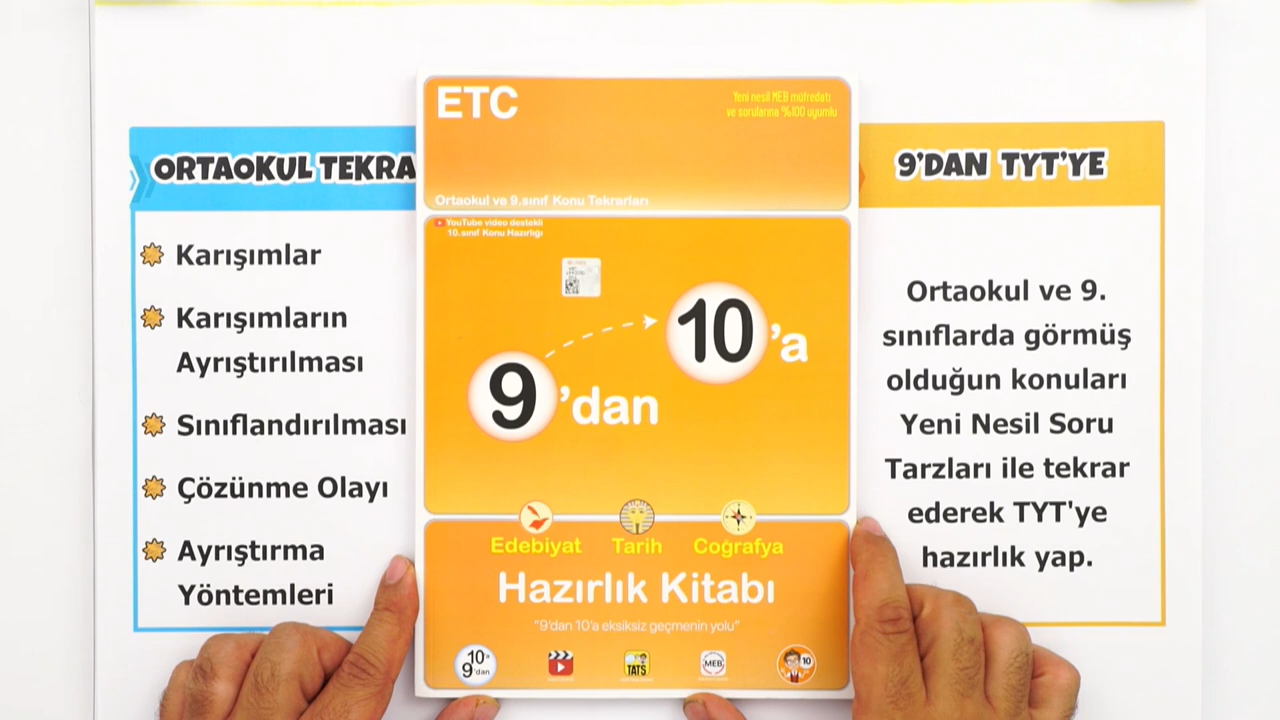 ORTAOKUL TEKRA
Karışımlar
Karışımların
Ayrıştırılması
Sınıflandırılması
Çözünme Olayı
Ayrıştırma
Yöntemleri
ETC
Yeni nesil MEB müfredatı
ve sorularına %100 uyumlu
Ortaokul ve 9.sınıf Konu Tekrarları
YouTube video destekli
10.sınıf Konu Hazırlığı
10'a
9'dan
Edebiyat Tarih Coğrafya
Hazırlık Kitabı
"9'dan 10'a eksiksiz geçmenin yolu"
10'a
9'dan
TATS
MEB
10
9'DAN TYT'YE
Ortaokul ve 9.
sınıflarda görmüş
olduğun konuları
Yeni Nesil Soru
Tarzları ile tekrar
ederek TYT'ye
hazırlık yap.